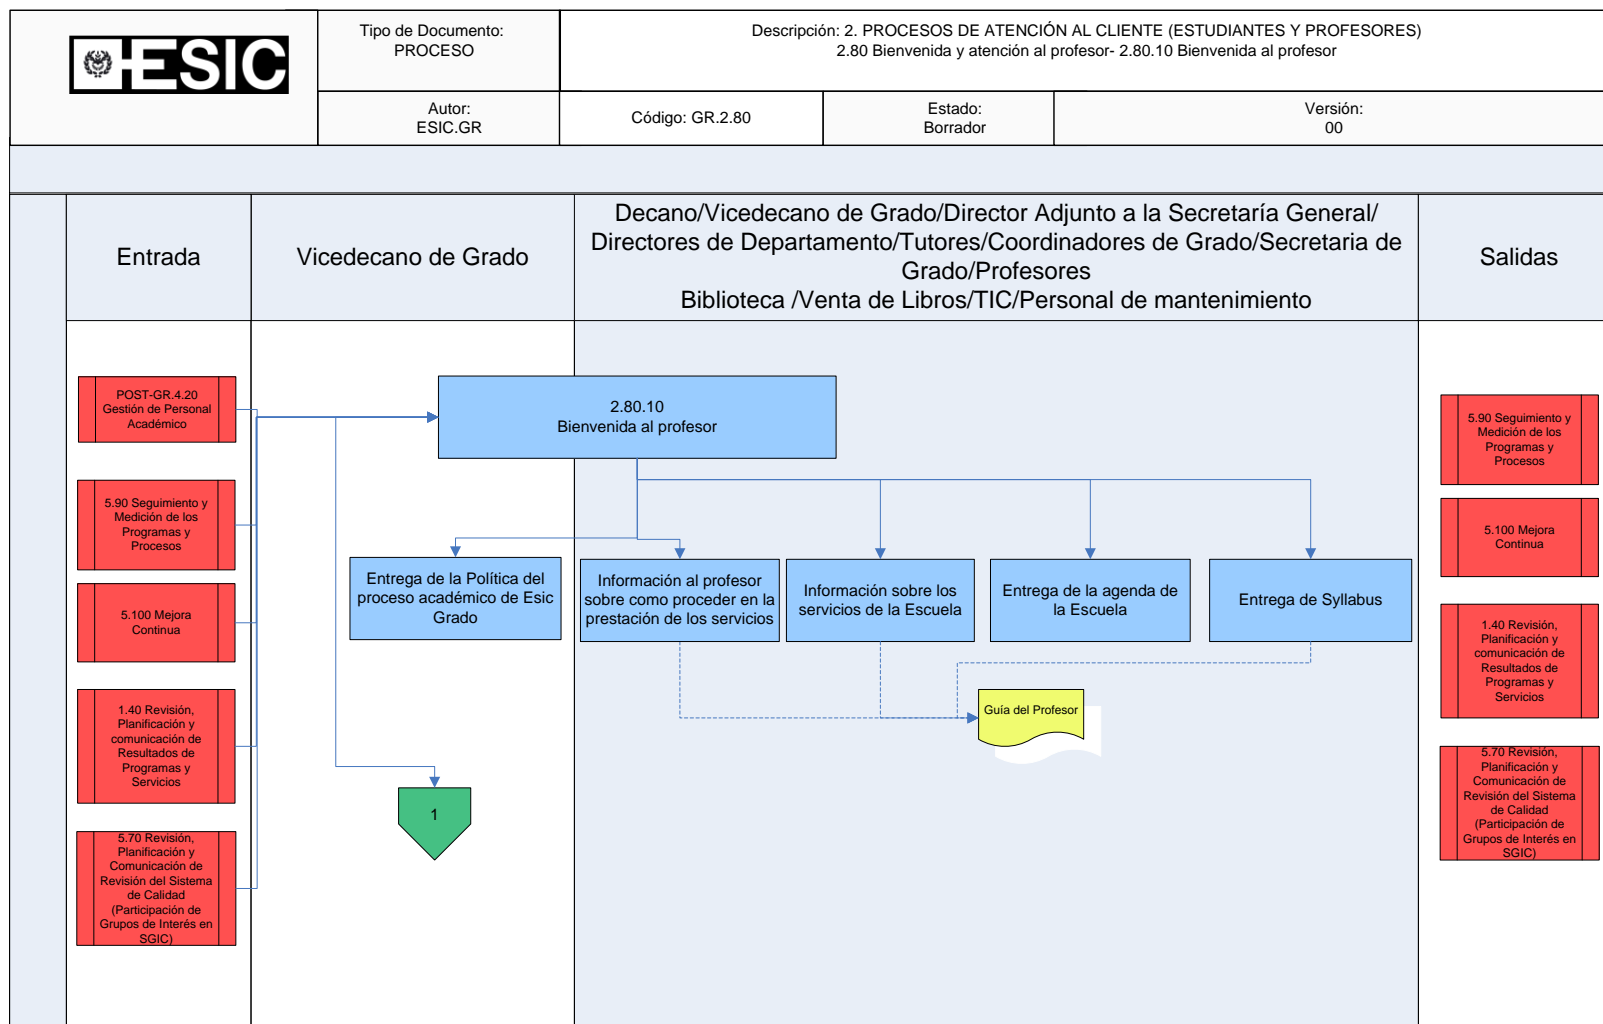 ESIC
Tipo de Documento:
PROCESO
Descripción: 2. PROCESOS DE ATENCIÓN AL CLIENTE (ESTUDIANTES Y PROFESORES)
2.80 Bienvenida y atención al profesor- 2.80.10 Bienvenida al profesor
Autor:
ESIC.GR
Código: GR.2.80
Estado:
Borrador
Versión:
00
Entrada
Vicedecano de Grado
Decano/Vicedecano de Grado/Director Adjunto a la Secretaría General/
Directores de Departamento/Tutores/Coordinadores de Grado/Secretaria de
Grado/Profesores
Biblioteca /Venta de Libros/TIC/Personal de mantenimiento
Salidas
POST-GR.4.20
Gestión de Personal
Académico
5.90 Seguimiento y
Medición de los
Programas y
Procesos
5.100 Mejora
Continua
1.40 Revisión,
Planificación y
comunicación de
Resultados de
Programas y
Servicios
5.70 Revisión,
Planificación y
Comunicación de
Revisión del Sistema
de Calidad
(Participación de
Grupos de Interés en
SGIC)
2.80.10
Bienvenida al profesor
Entrega de la Política del
proceso académico de Esic
Grado
Información al profesor
sobre como proceder en la
prestación de los servicios
Información sobre los
servicios de la Escuela
Entrega de la agenda de
la Escuela
Entrega de Syllabus
Guía del Profesor
1
5.90 Seguimiento y
Medición de los
Programas y
Procesos
5.100 Mejora
Continua
1.40 Revisión,
Planificación y
comunicación de
Resultados de
Programas y
Servicios
5.70 Revisión,
Planificación y
Comunicación de
Revisión del Sistema
de Calidad
(Participación de
Grupos de Interés en
SGIC)